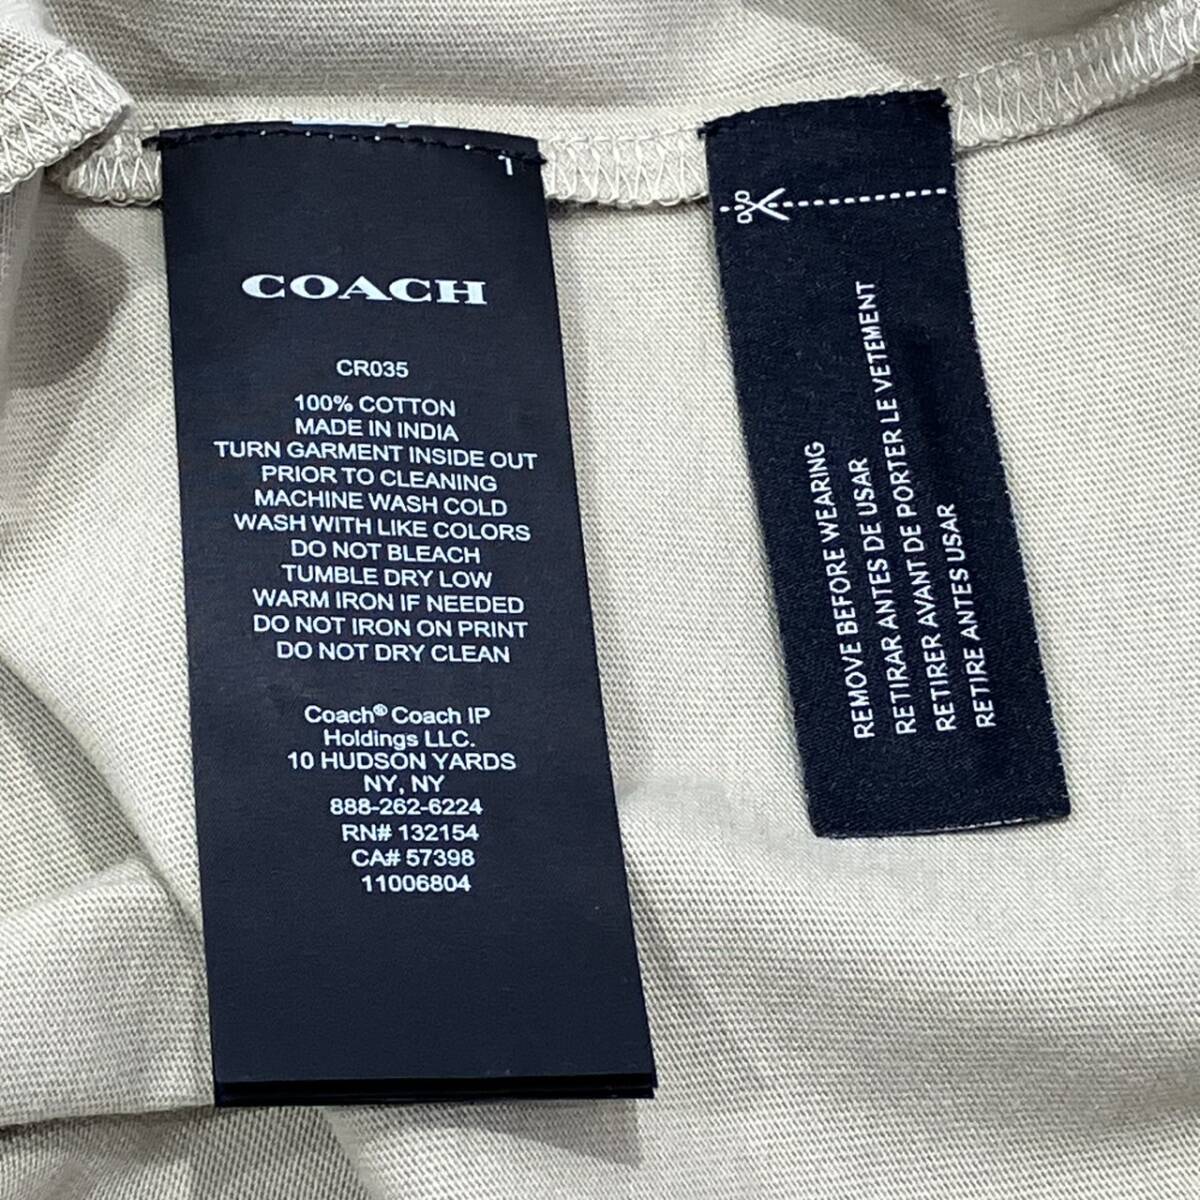 COACH
CR035
100% COTTON
MADE IN INDIA
TURN GARMENT INSIDE OUT
PRIOR TO CLEANING
MACHINE WASH COLD
WASH WITH LIKE COLORS
DO NOT BLEACH
TUMBLE DRY LOW
WARM IRON IF NEEDED
DO NOT IRON ON PRINT
DO NOT DRY CLEAN
Coach® Coach IP
Holdings LLC.
10 HUDSON YARDS
NY, NY
888-262-6224
RN# 132154
CA# 57398
11006804
REMOVE BEFORE WEARING
RETIRAR ANTES DE USAR
RETIRER AVANT DE PORTER LE VETEMENT
RETIRE ANTES USAR